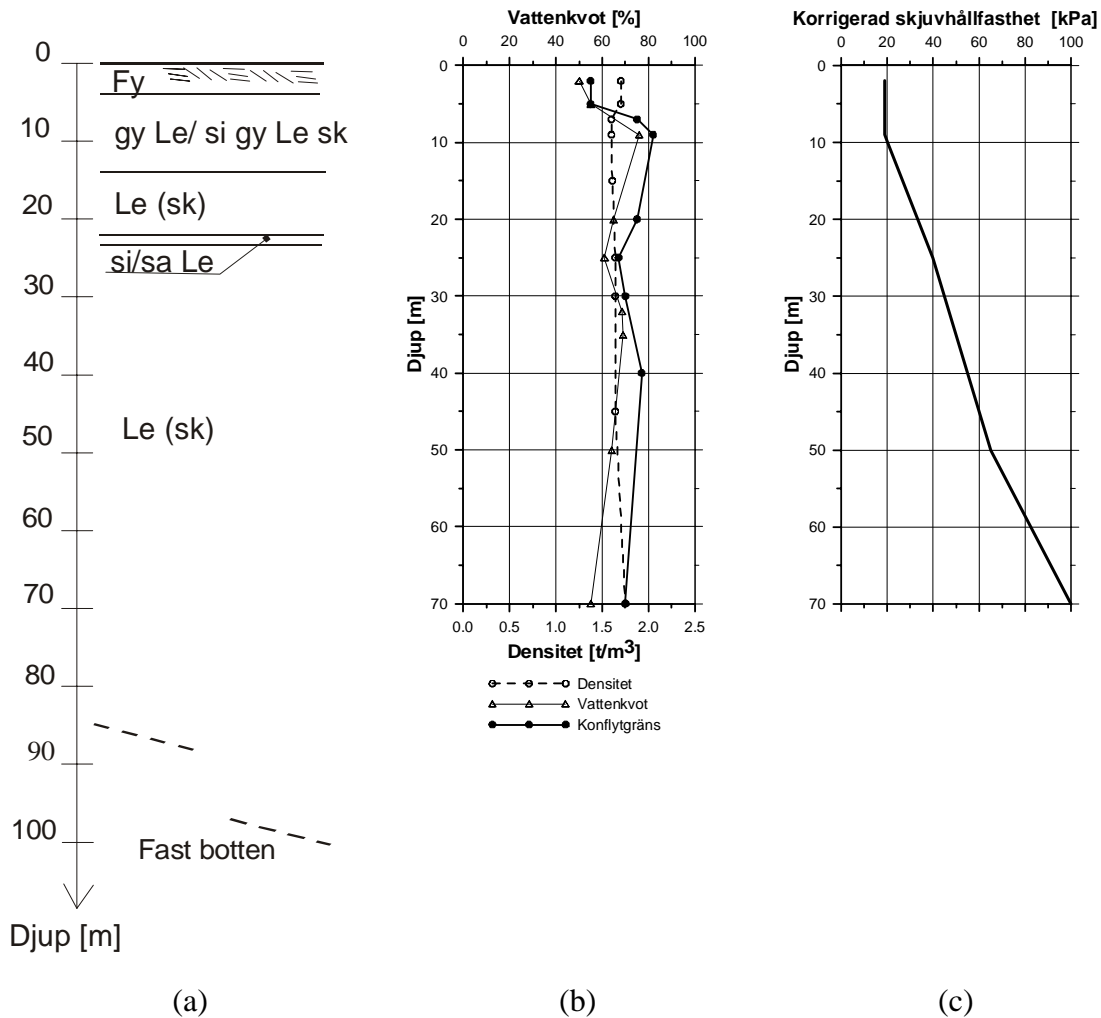 0
10
20
30
40
50
60
70
80
90
100
Fy
gy Le/ si gy Le sk
Le (sk)
si/sa Le
Le (sk)
Fast botten
Djup [m]
(a)
Vattenkvot [%]
0 20 40 60 80 100
0
10
20
30
40
50
60
70
Djup [m]
0.0 0.5 1.0 1.5 2.0 2.5
Densitet [t/m³]
Densitet
Vattenkvot
Konflytgräns
(b)
Korrigerad skjuvhållfasthet [kPa]
0 20 40 60 80 100
0
10
20
30
40
50
60
70
Djup [m]
(c)